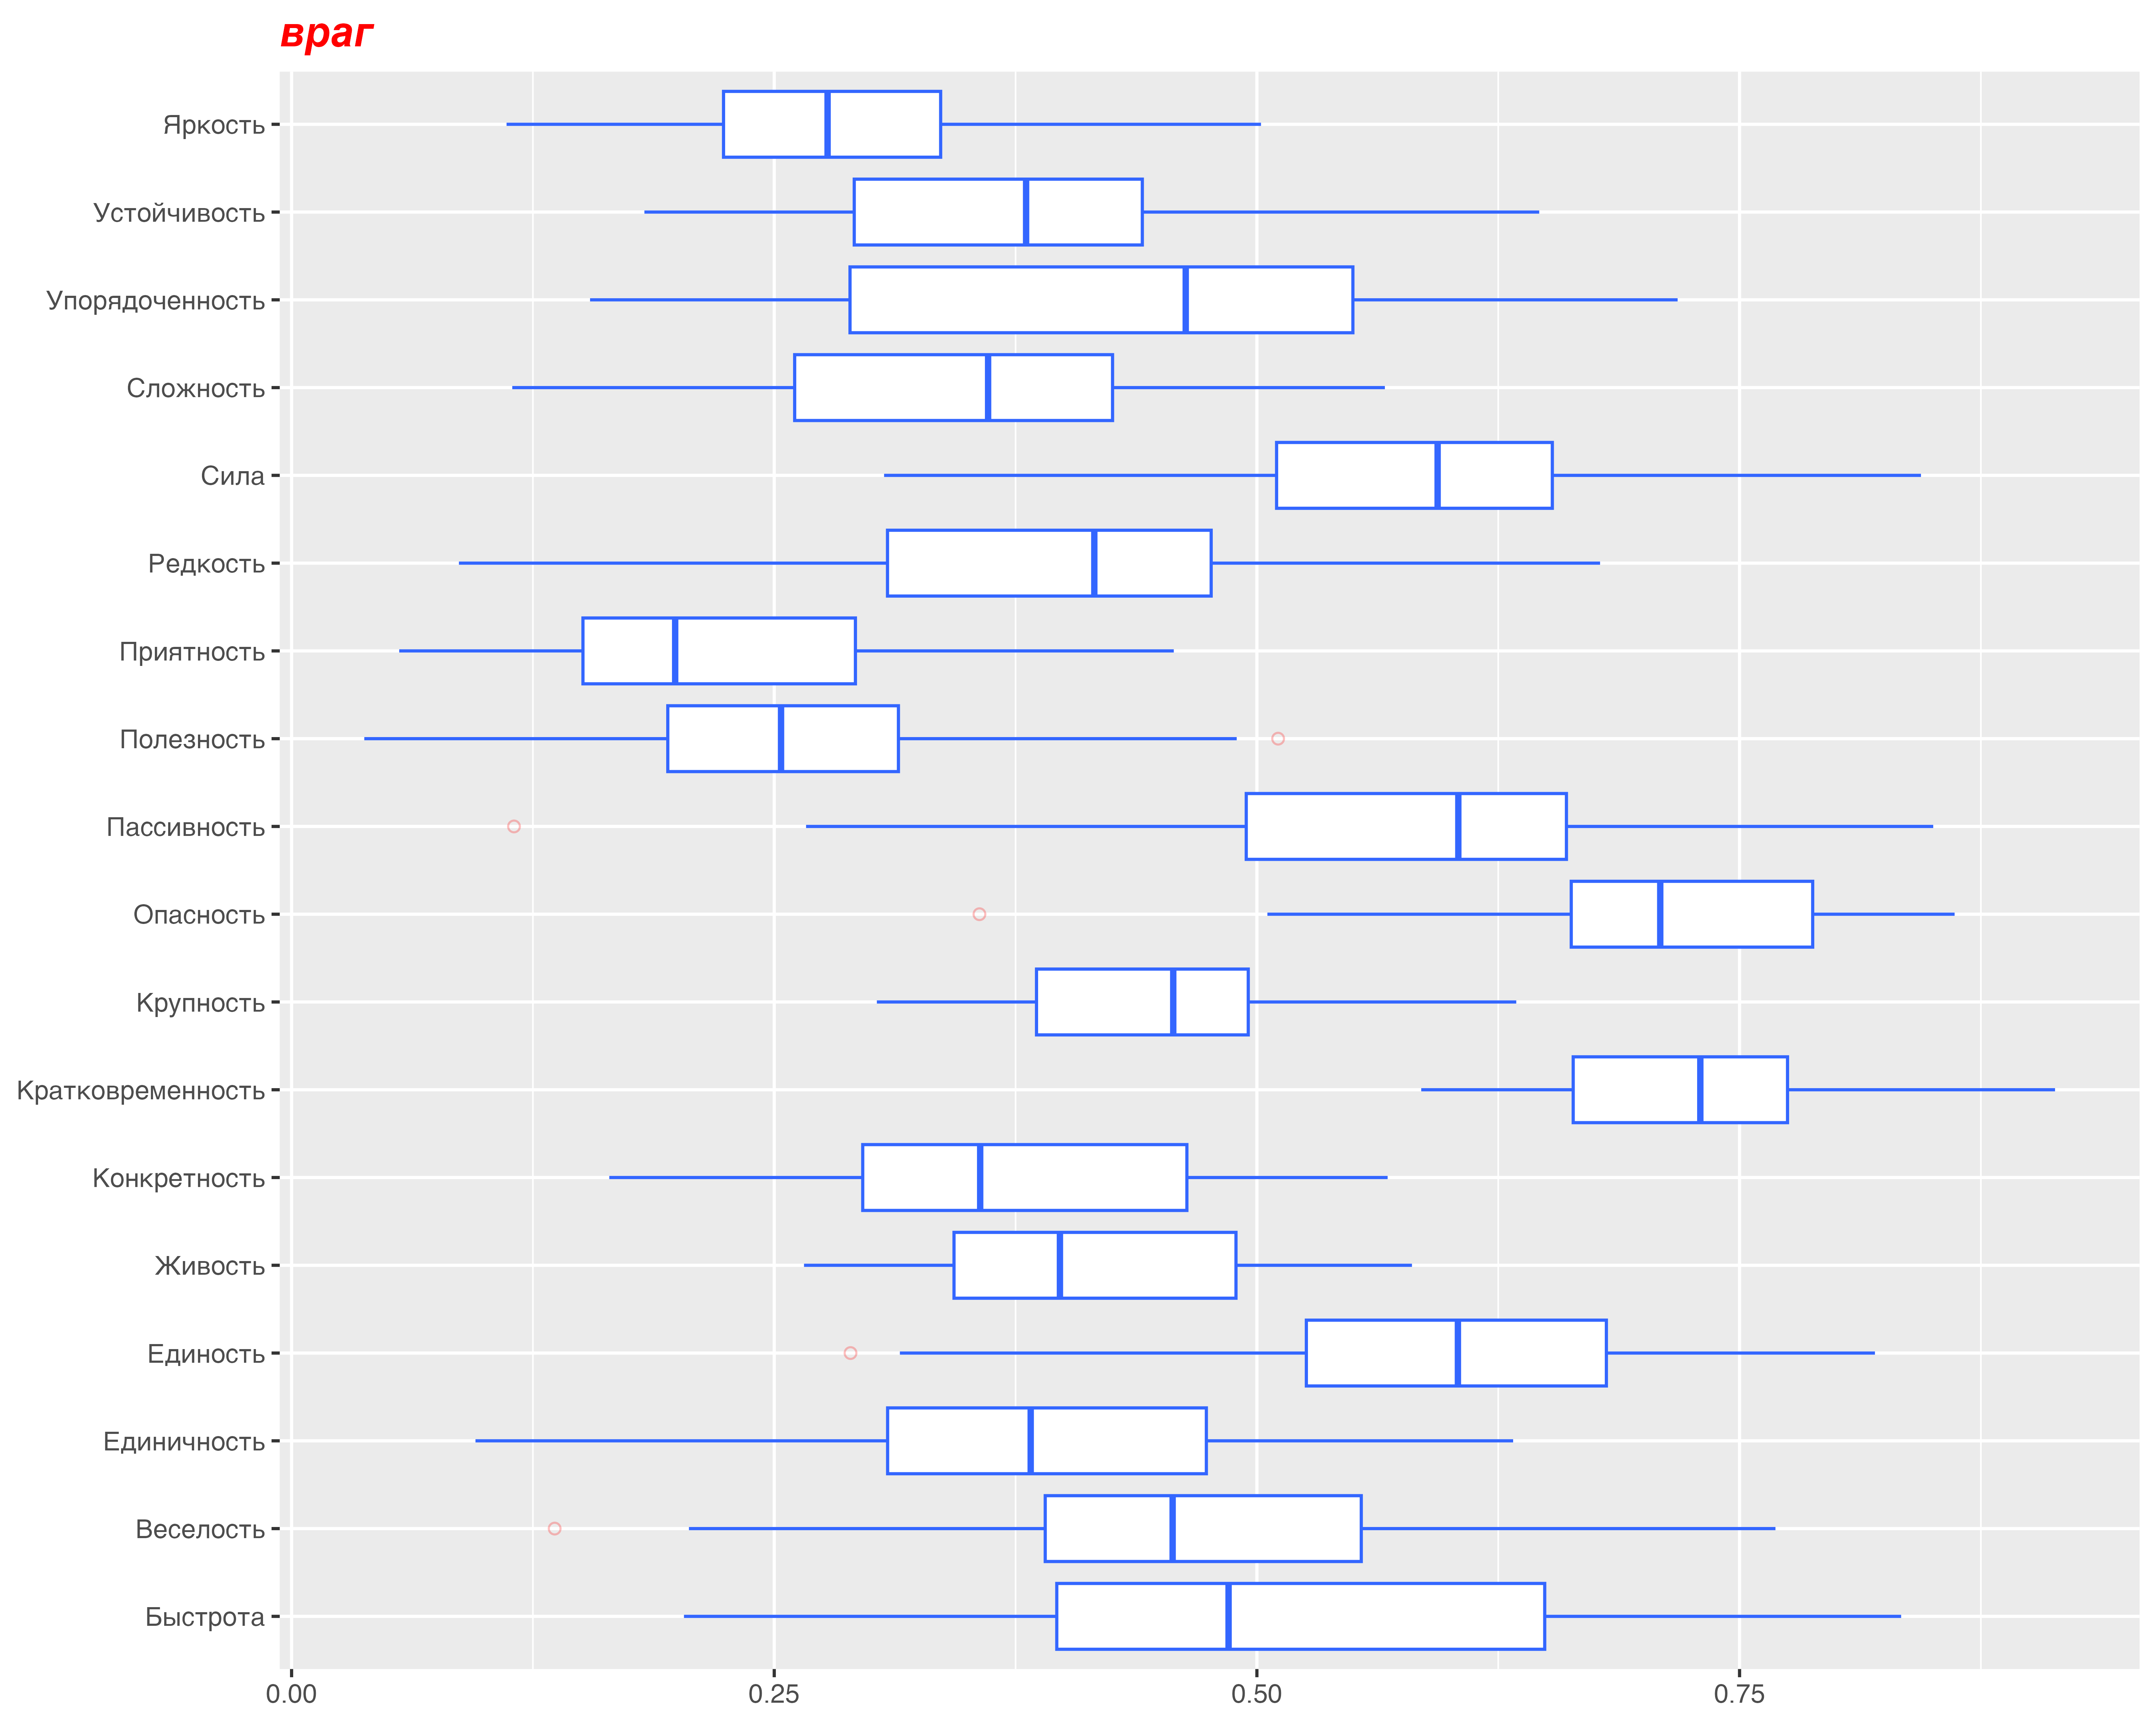 враг
Яркость
Устойчивость
Упорядоченность
Сложность
Сила
Редкость
Приятность
Полезность
Пассивность
Опасность
Крупность
Кратковременность
Конкретность
Живость
Единость
Единичность
Веселость
Быстрота
0.00 0.25 0.50 0.75